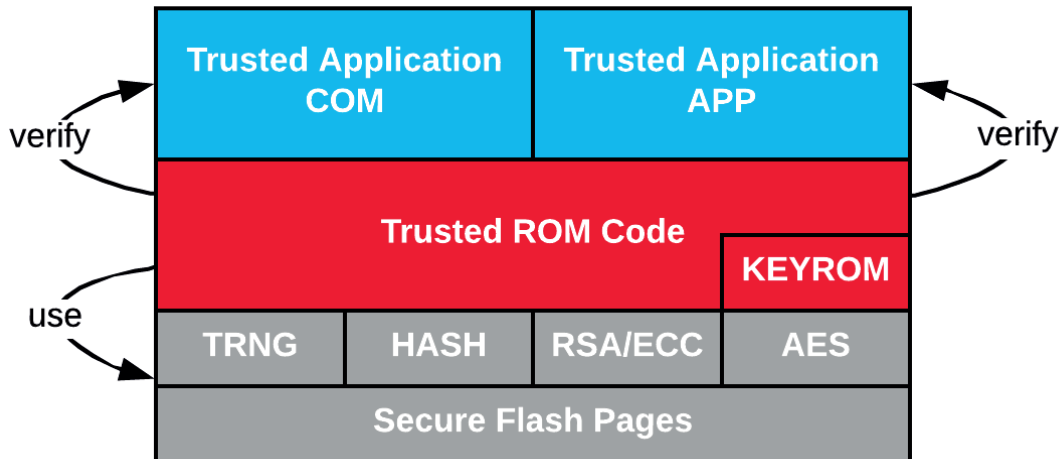 Trusted Application
COM
Trusted Application
APP
verify
verify
Trusted ROM Code
KEYROM
use
TRNG
HASH
RSA/ECC
AES
Secure Flash Pages